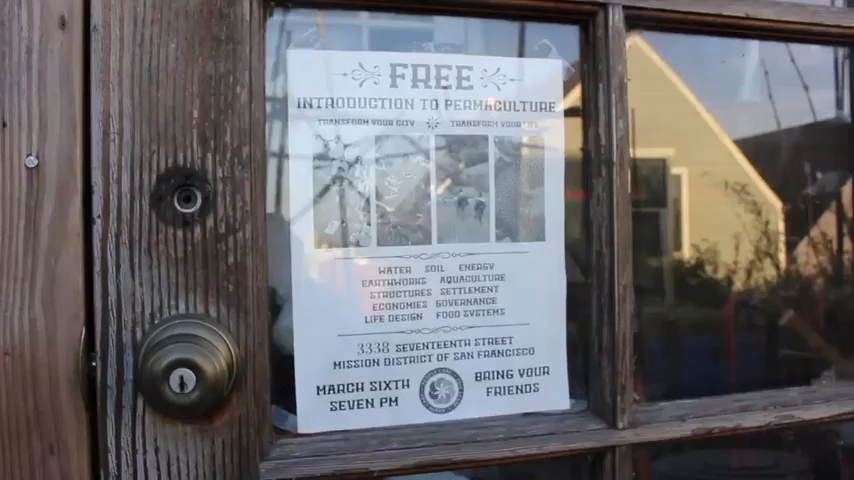 FREE
INTRODUCTION TO PERMACULTURE
TRANSFORM YOUR CITY TRANSFORM YOUR LIFE
WATER SOIL ENERGY
EARTHWORKS AQUACULTURE
STRUCTURES SETTLEMENT
ECONOMIES GOVERNANCE
LIFE DESIGN FOOD SYSTEMS
3338 SEVENTEENTH STREET
MISSION DISTRICT OF SAN FRANCISCO
MARCH SIXTH
SEVEN PM
BRING YOUR
FRIENDS